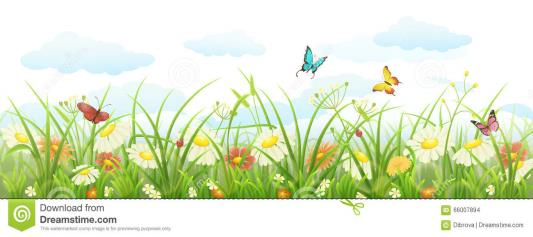 Download from
Dreamstime.com
This watermarked comp image is for previewing purposes only.
66007894
Dibrova | Dreamstime.com